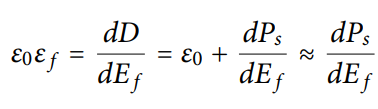 ε₀ε_f = dD/dE_f = ε₀ + dP_s/dE_f ≈ dP_s/dE_f